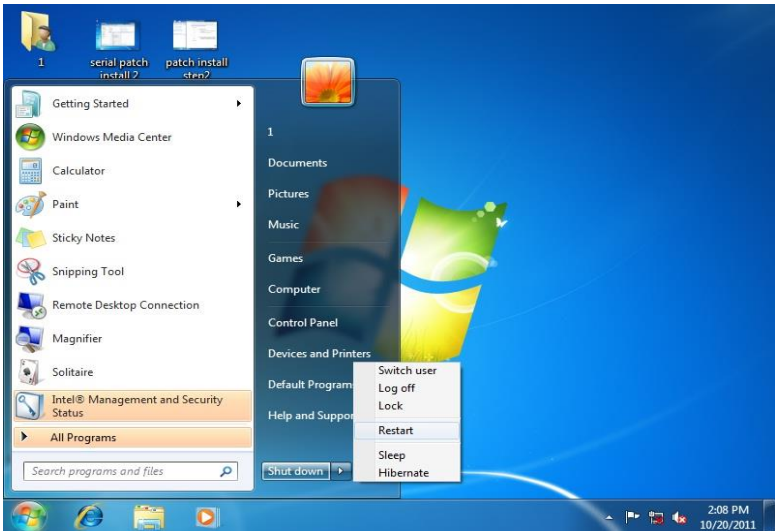 1
serial patch
install 2
patch install
step2
Getting Started
Windows Media Center
Calculator
Paint
Sticky Notes
Snipping Tool
Remote Desktop Connection
Magnifier
Solitaire
Intel® Management and Security
Status
All Programs
Search programs and files
1
Documents
Pictures
Music
Games
Computer
Control Panel
Devices and Printers
Default Program
Help and Suppor
Shut down
Switch user
Log off
Lock
Restart
Sleep
Hibernate
2:08 PM
10/20/2011